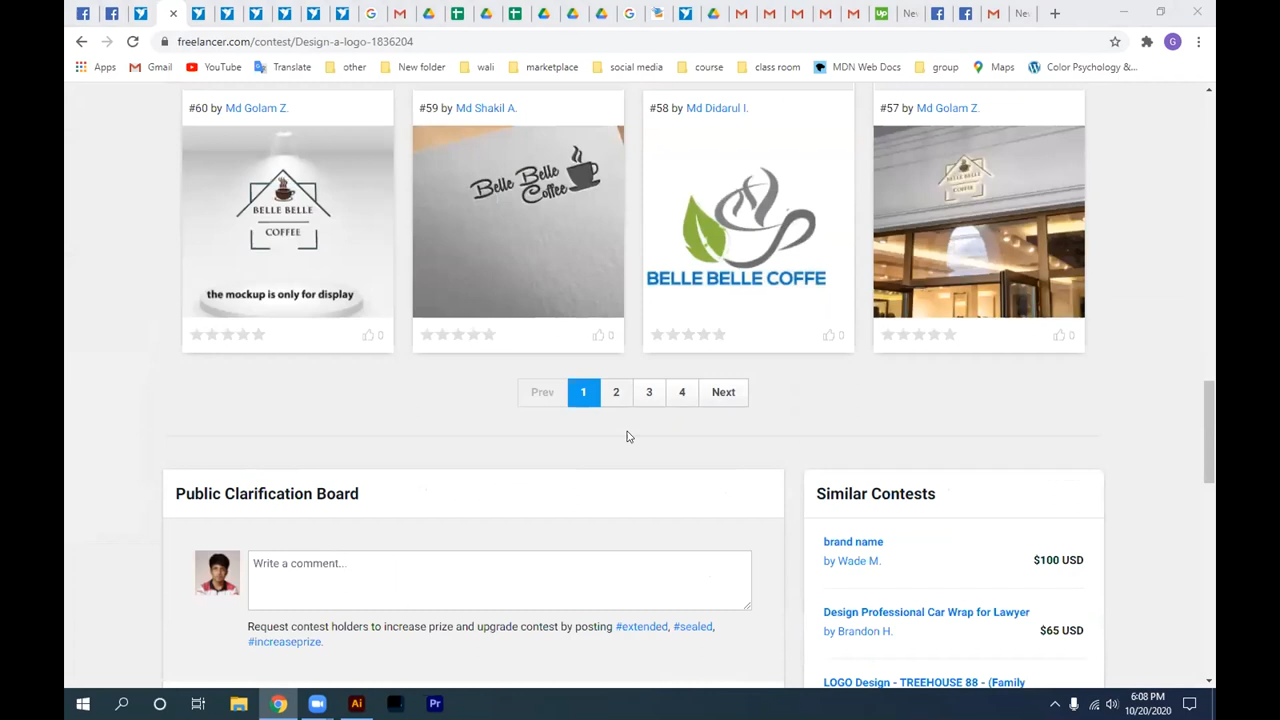 freelancer.com/contest/Design-a-logo-1836204
G
Apps Gmail YouTube Translate other New folder wali marketplace social media course class room MDN Web Docs group Maps Color Psychology &...
#60 by Md Golam Z. #59 by Md Shakil A. #58 by Md Didarul I. #57 by Md Golam Z.
BELLE BELLE
COFFEE
the mockup is only for display
Belle Belle
Coffee
BELLE BELLE COFFE
BELLE BELLE
0 0 0 0
Prev 1 2 3 4 Next
Public Clarification Board
Write a comment...
Request contest holders to increase prize and upgrade contest by posting #extended, #sealed,
#increaseprize.
Similar Contests
brand name
by Wade M. $100 USD
Design Professional Car Wrap for Lawyer
by Brandon H. $65 USD
LOGO Design - TREEHOUSE 88 - (Family
Ai Pr
6:08 PM
10/20/2020